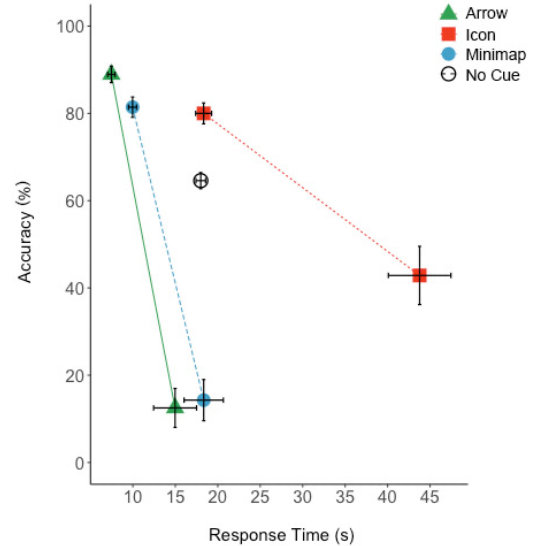 Arrow
Icon
Minimap
No Cue
100
80
60
40
20
0
Accuracy (%)
10 15 20 25 30 35 40 45
Response Time (s)